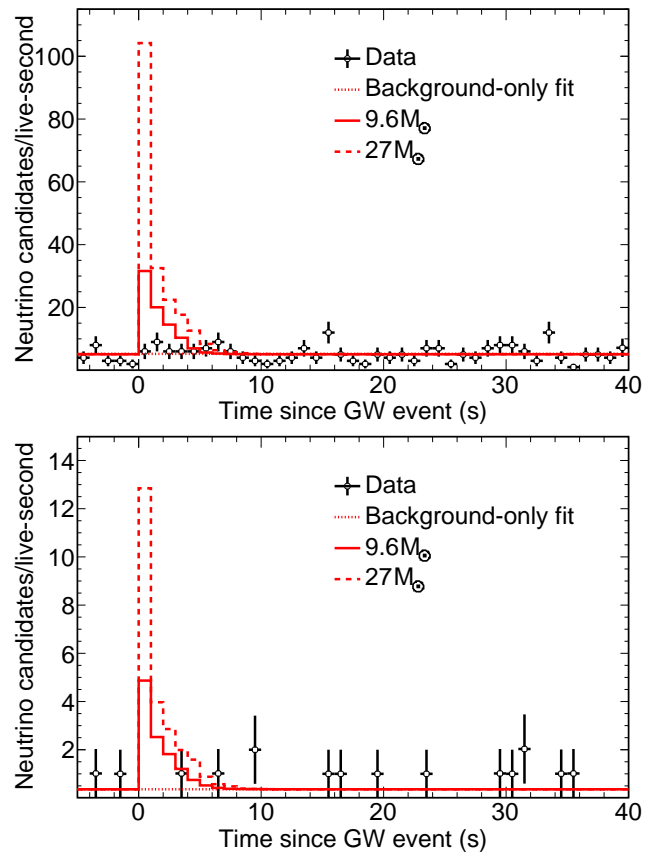 Neutrino candidates/live-second
100
80
60
40
20
Data
Background-only fit
9.6M☉
27M☉
0 10 20 30 40
Time since GW event (s)
Neutrino candidates/live-second
14
12
10
8
6
4
2
Data
Background-only fit
9.6M☉
27M☉
0 10 20 30 40
Time since GW event (s)